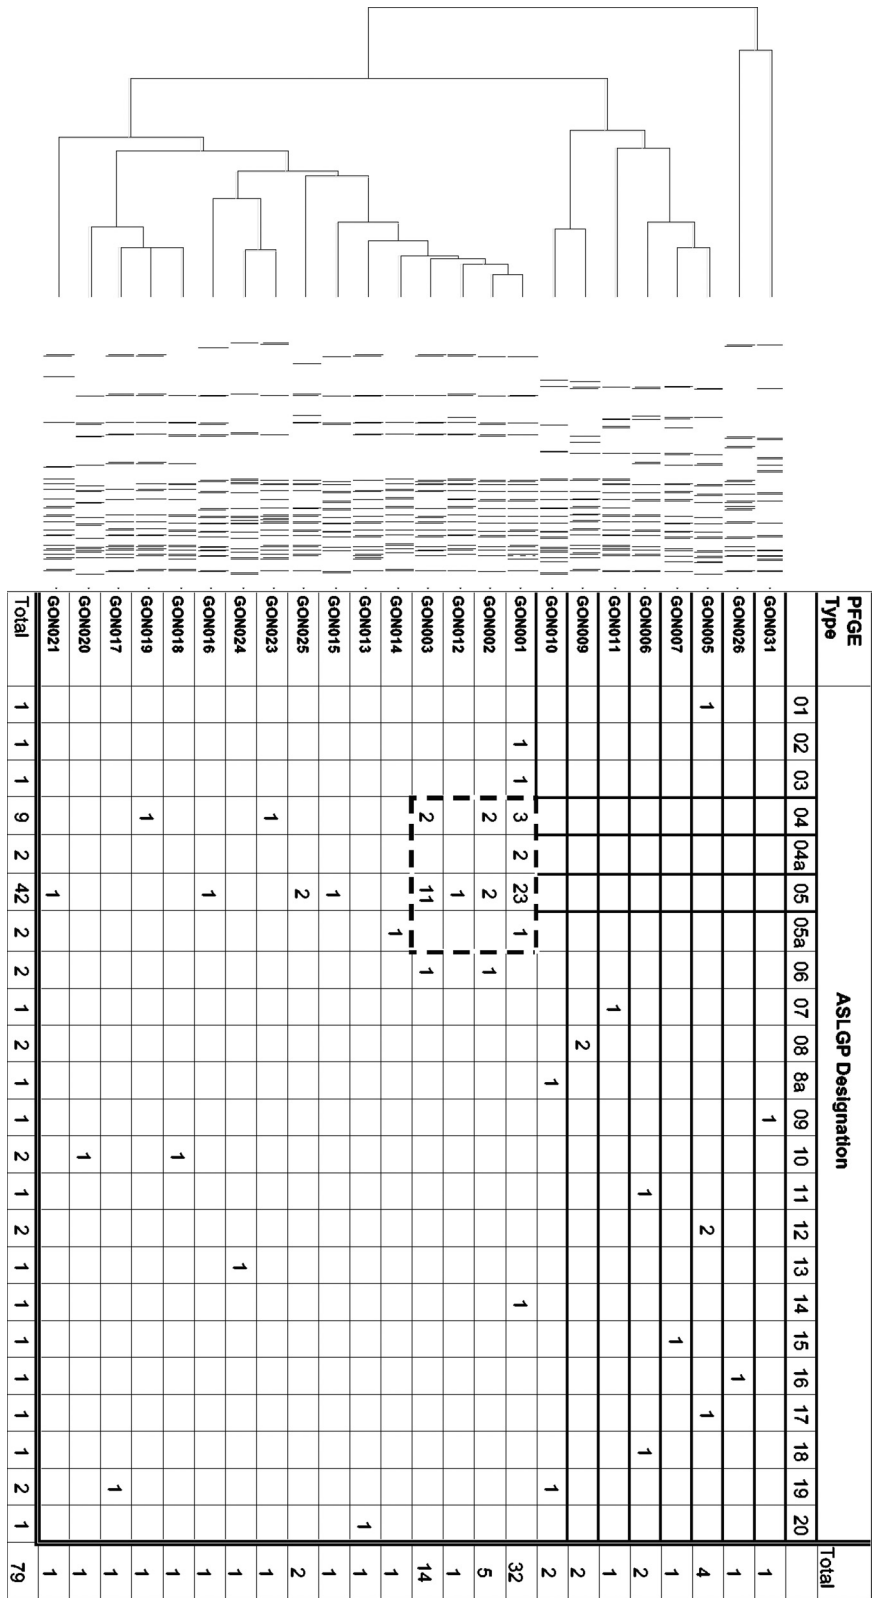 PFGE
Type
ASLGP Designation
Total
01 02 03 04 04a 05 05a 06 07 08 8a 09 10 11 12 13 14 15 16 17 18 19 20
GON031 1 1
GON026 1 1
GON005 1 2 1 4
GON007 1 1
GON006 1 1 2
GON011 1 1
GON009 2 2
GON010 1 1 2
GON001 1 1 3 2 23 1 1 32
GON002 2 2 1 5
GON012 1 1
GON003 2 11 1 14
GON014 1 1
GON013 1 1
GON015 1 1
GON025 2 2
GON023 1 1
GON024 1 1
GON016 1 1
GON018 1 1
GON019 1 1
GON017 1 1
GON020 1 1
GON021 1 1
Total 1 1 1 9 2 42 2 2 1 2 1 1 2 1 2 1 1 1 1 1 1 2 1 79